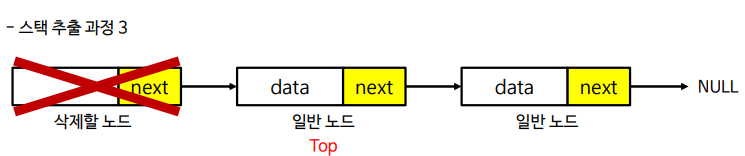 - 스택 추출 과정 3
next data next data next NULL
삭제할 노드 일반 노드 일반 노드
Top